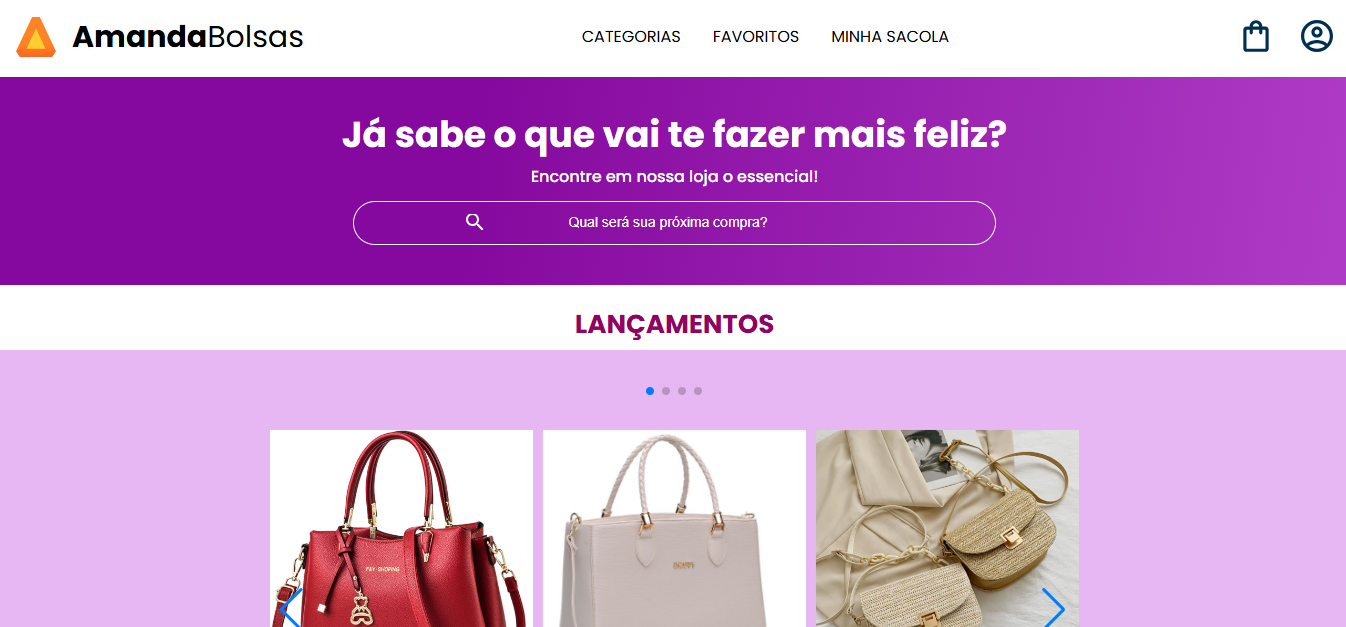 AmandaBolsas
CATEGORIAS FAVORITOS MINHA SACOLA
Já sabe o que vai te fazer mais feliz?
Encontre em nossa loja o essencial!
Qual será sua próxima compra?
LANÇAMENTOS